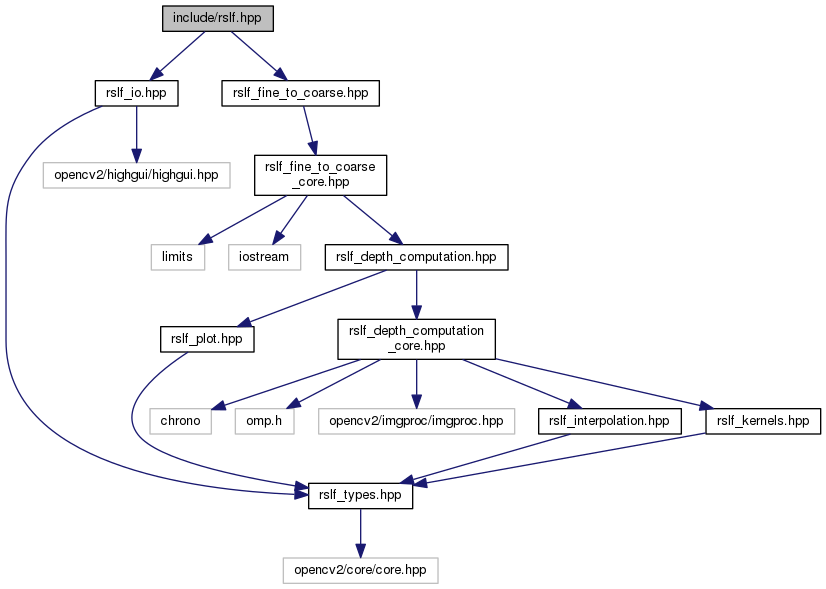 include/rslf.hpp
rslf_io.hpp
rslf_fine_to_coarse.hpp
opencv2/highgui/highgui.hpp
rslf_fine_to_coarse
_core.hpp
limits
iostream
rslf_depth_computation.hpp
rslf_plot.hpp
rslf_depth_computation
_core.hpp
chrono
omp.h
opencv2/imgproc/imgproc.hpp
rslf_interpolation.hpp
rslf_kernels.hpp
rslf_types.hpp
opencv2/core/core.hpp